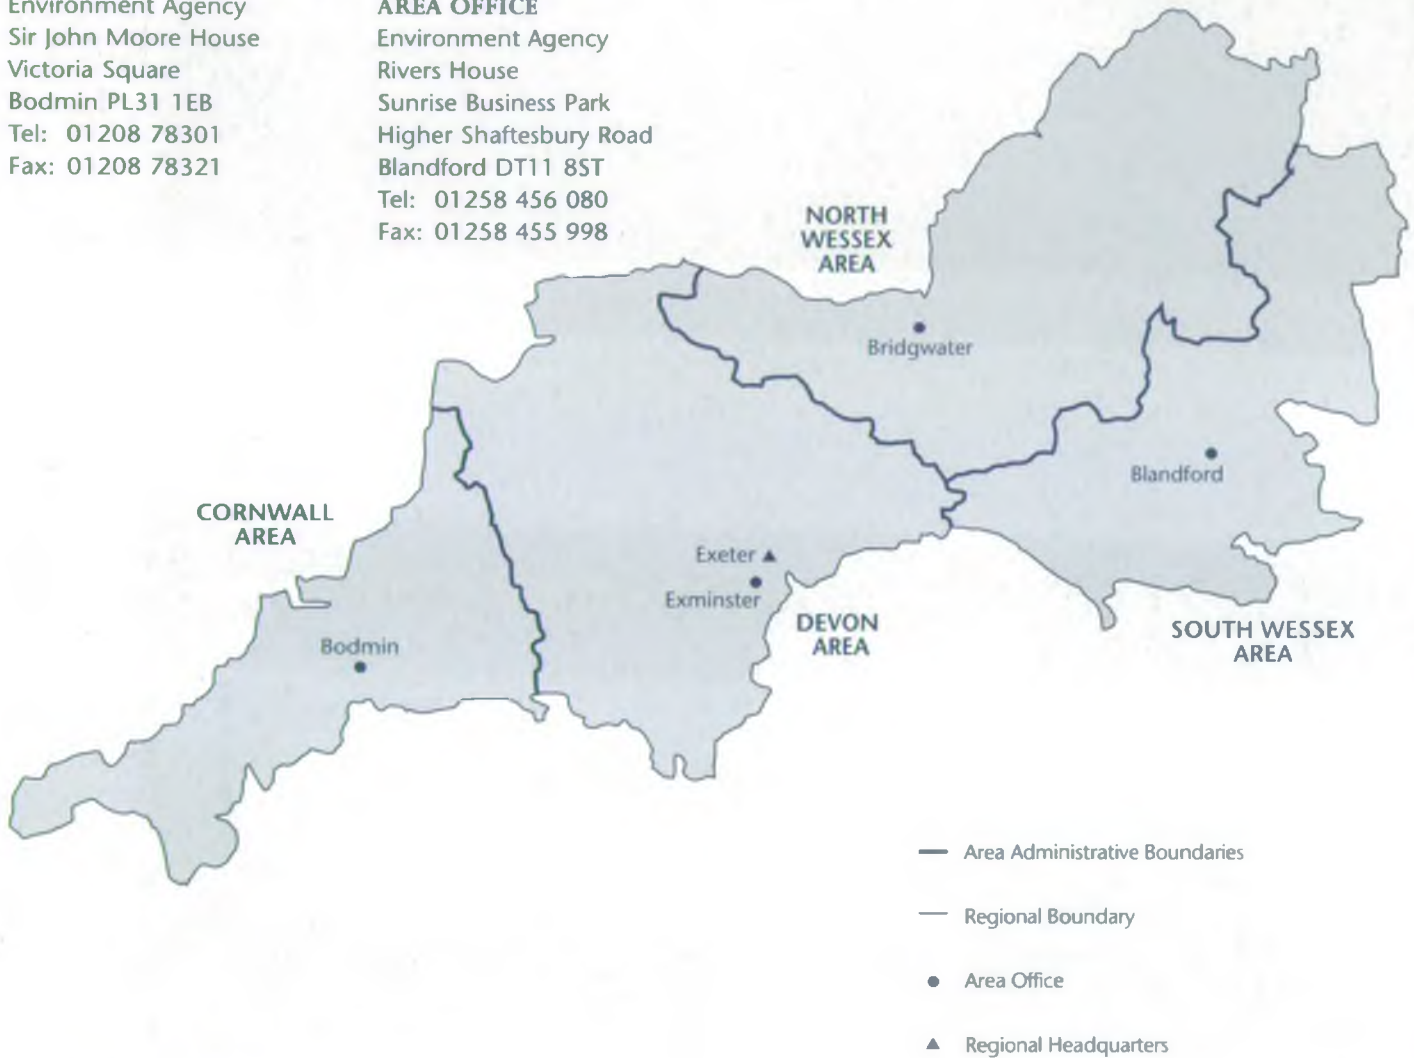 Environment Agency
Sir John Moore House
Victoria Square
Bodmin PL31 1EB
Tel: 01208 78301
Fax: 01208 78321
AREA OFFICE
Environment Agency
Rivers House
Sunrise Business Park
Higher Shaftesbury Road
Blandford DT11 8ST
Tel: 01258 456 080
Fax: 01258 455 998
NORTH
WESSEX
AREA
Bridgwater
Blandford
CORNWALL
AREA
Exeter
Exminster
DEVON
AREA
SOUTH WESSEX
AREA
Bodmin
Area Administrative Boundaries
Regional Boundary
Area Office
Regional Headquarters